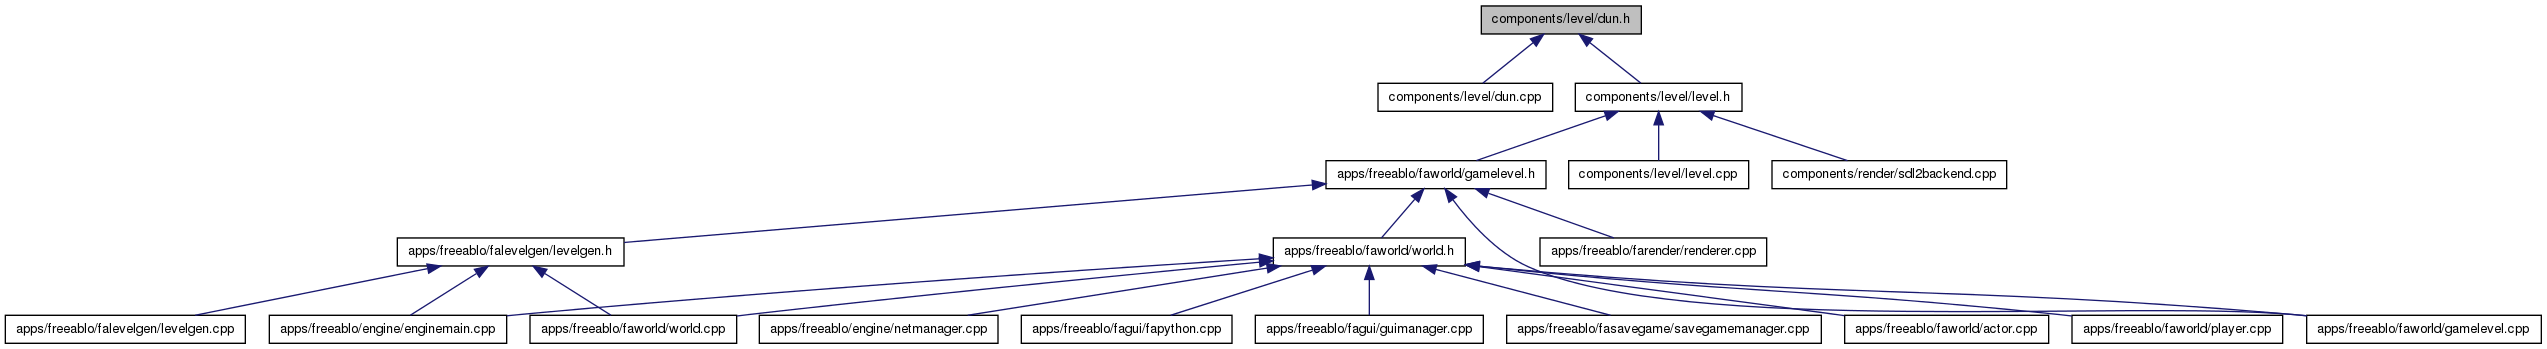 components/level/dun.h
components/level/dun.cpp
components/level/level.h
apps/freeablo/faworld/gamelevel.h
components/level/level.cpp
components/render/sdl2backend.cpp
apps/freeablo/falevelgen/levelgen.h
apps/freeablo/faworld/world.h
apps/freeablo/farender/renderer.cpp
apps/freeablo/falevelgen/levelgen.cpp
apps/freeablo/engine/enginemain.cpp
apps/freeablo/faworld/world.cpp
apps/freeablo/engine/netmanager.cpp
apps/freeablo/fagui/fapython.cpp
apps/freeablo/fagui/guimanager.cpp
apps/freeablo/fasavegame/savegamemanager.cpp
apps/freeablo/faworld/actor.cpp
apps/freeablo/faworld/player.cpp
apps/freeablo/faworld/gamelevel.cpp